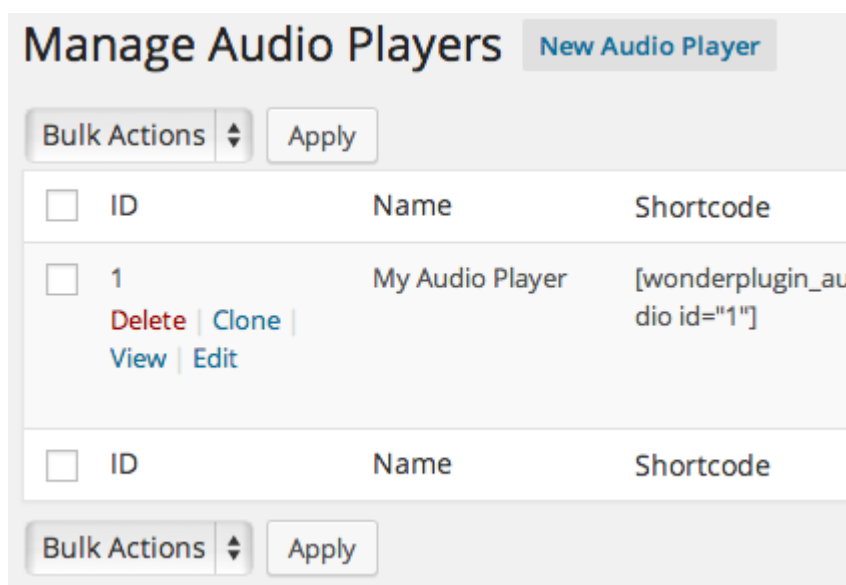 Manage Audio Players New Audio Player
Bulk Actions Apply
ID Name Shortcode
1 My Audio Player [wonderplugin_au
Delete | Clone | dio id="1"]
View | Edit
ID Name Shortcode
Bulk Actions Apply